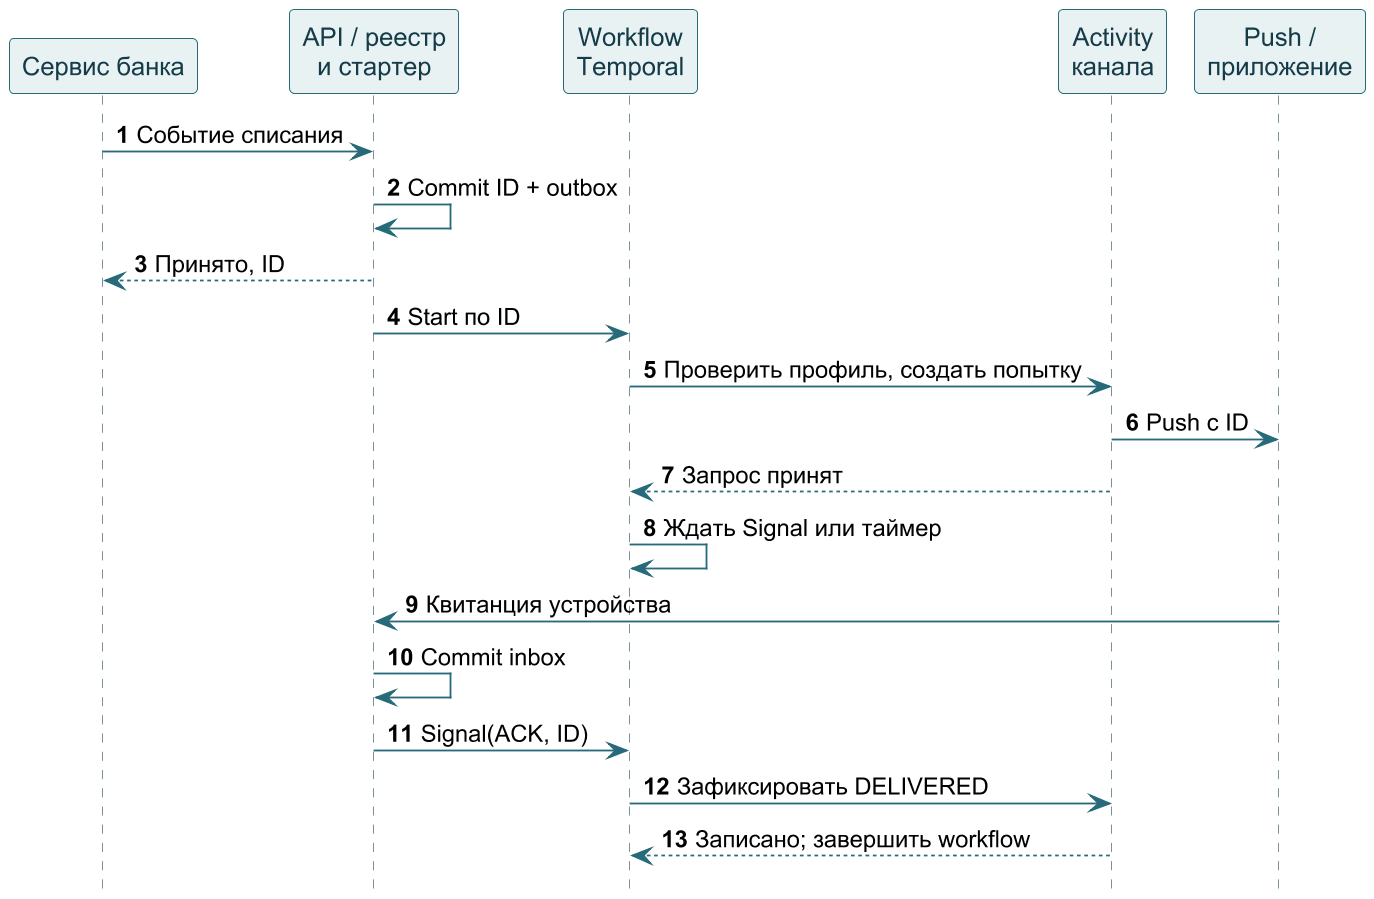 Сервис банка
API / реестр
и стартер
Workflow
Temporal
Activity
канала
Push /
приложение
1 Событие списания
2 Commit ID + outbox
3 Принято, ID
4 Start по ID
5 Проверить профиль, создать попытку
6 Push с ID
7 Запрос принят
8 Ждать Signal или таймер
9 Квитанция устройства
10 Commit inbox
11 Signal(ACK, ID)
12 Зафиксировать DELIVERED
13 Записано; завершить workflow